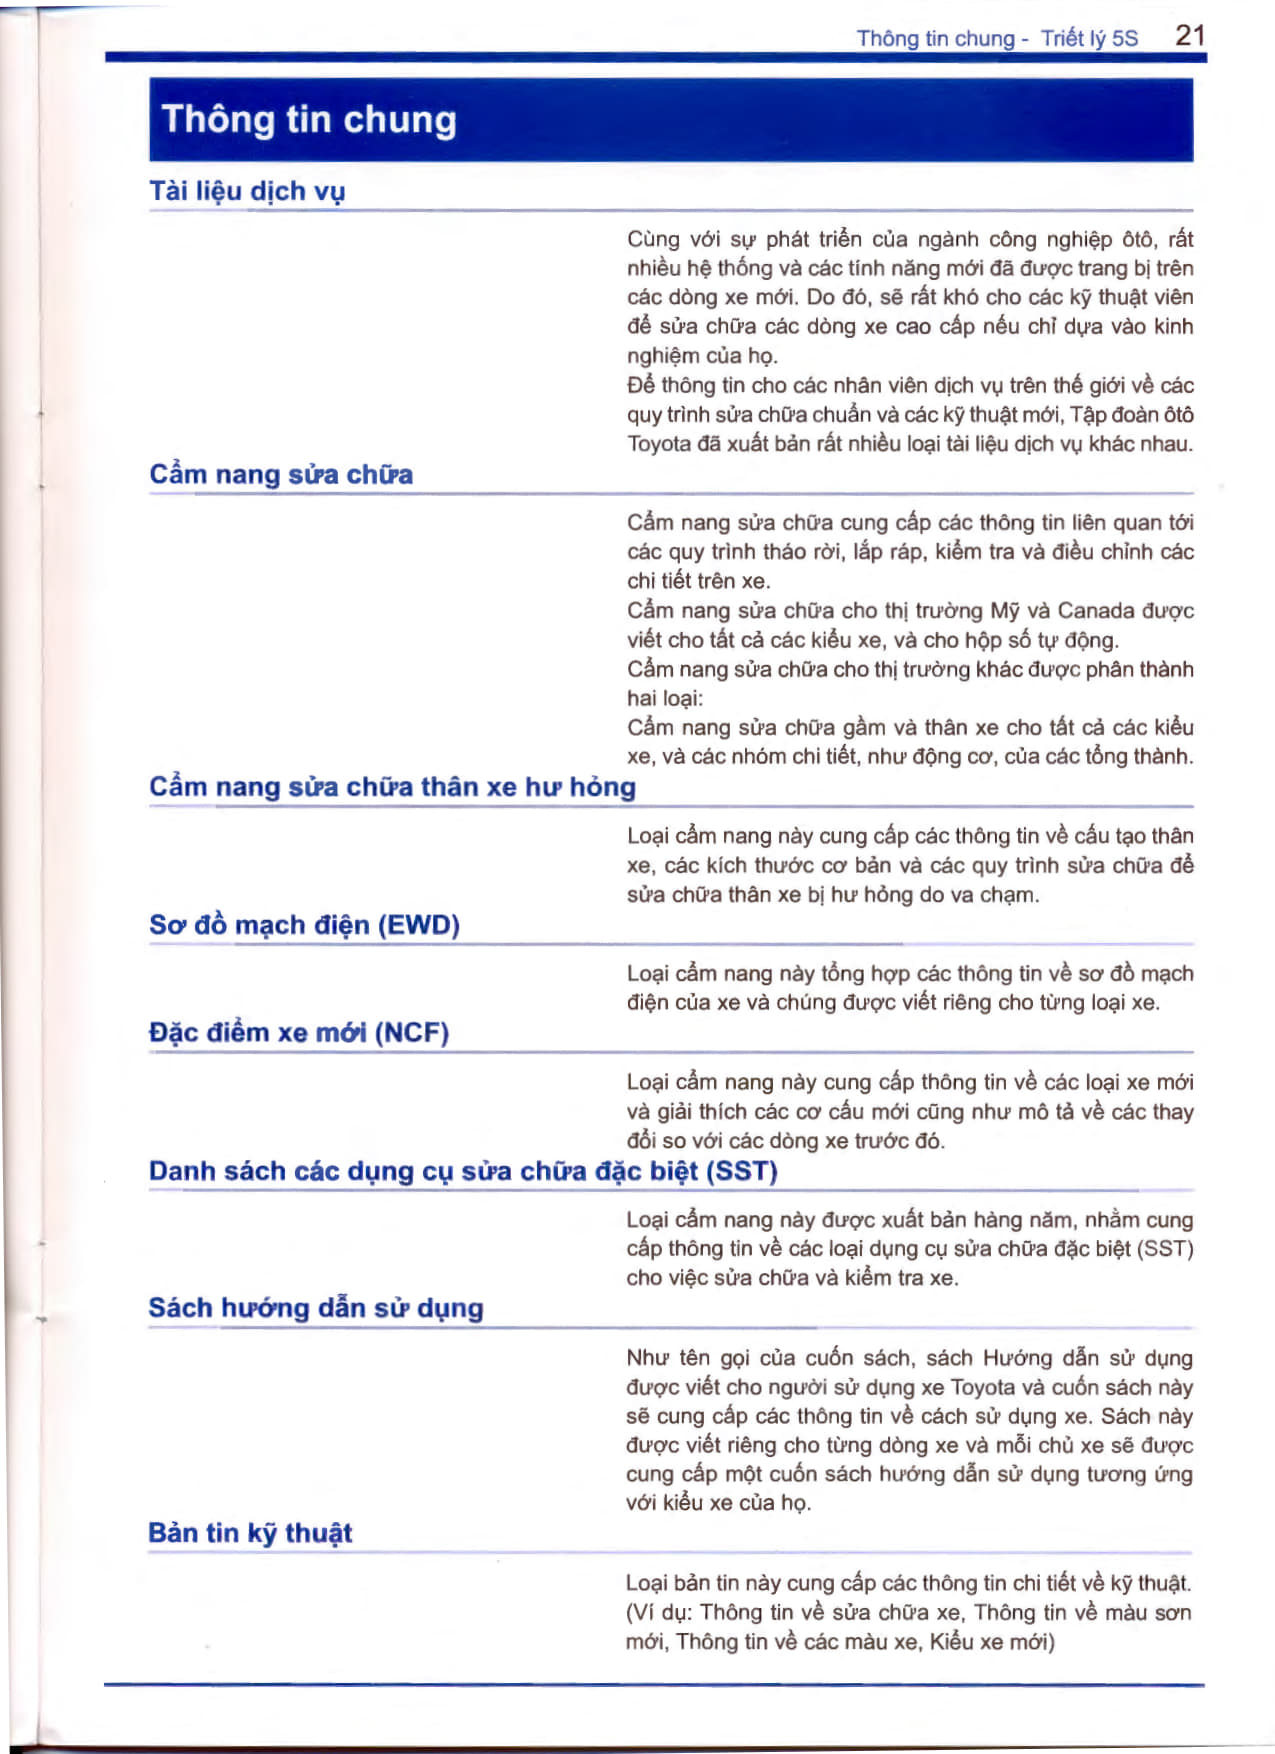 Thông tin chung - Triết lý 5S 21
Thông tin chung
Tài liệu dịch vụ
Cùng với sự phát triển của ngành công nghiệp ôtô, rất
nhiều hệ thống và các tính năng mới đã được trang bị trên
các dòng xe mới. Do đó, sẽ rất khó cho các kỹ thuật viên
để sửa chữa các dòng xe cao cấp nếu chỉ dựa vào kinh
nghiệm của họ.
Để thông tin cho các nhân viên dịch vụ trên thế giới về các
quy trình sửa chữa chuẩn và các kỹ thuật mới, Tập đoàn ôtô
Toyota đã xuất bản rất nhiều loại tài liệu dịch vụ khác nhau.
Cẩm nang sửa chữa
Cẩm nang sửa chữa cung cấp các thông tin liên quan tới
các quy trình tháo rời, lắp ráp, kiểm tra và điều chỉnh các
chi tiết trên xe.
Cẩm nang sửa chữa cho thị trường Mỹ và Canada được
viết cho tất cả các kiểu xe, và cho hộp số tự động.
Cẩm nang sửa chữa cho thị trường khác được phân thành
hai loại:
Cẩm nang sửa chữa gầm và thân xe cho tất cả các kiểu
xe, và các nhóm chi tiết, như động cơ, của các tổng thành.
Cẩm nang sửa chữa thân xe hư hỏng
Loại cẩm nang này cung cấp các thông tin về cấu tạo thân
xe, các kích thước cơ bản và các quy trình sửa chữa để
sửa chữa thân xe bị hư hỏng do va chạm.
Sơ đồ mạch điện (EWD)
Loại cẩm nang này tổng hợp các thông tin về sơ đồ mạch
điện của xe và chúng được viết riêng cho từng loại xe.
Đặc điểm xe mới (NCF)
Loại cẩm nang này cung cấp thông tin về các loại xe mới
và giải thích các cơ cấu mới cũng như mô tả về các thay
đổi so với các dòng xe trước đó.
Danh sách các dụng cụ sửa chữa đặc biệt (SST)
Loại cẩm nang này được xuất bản hàng năm, nhằm cung
cấp thông tin về các loại dụng cụ sửa chữa đặc biệt (SST)
cho việc sửa chữa và kiểm tra xe.
Sách hướng dẫn sử dụng
Như tên gọi của cuốn sách, sách Hướng dẫn sử dụng
được viết cho người sử dụng xe Toyota và cuốn sách này
sẽ cung cấp các thông tin về cách sử dụng xe. Sách này
được viết riêng cho từng dòng xe và mỗi chủ xe sẽ được
cung cấp một cuốn sách hướng dẫn sử dụng tương ứng
với kiểu xe của họ.
Bản tin kỹ thuật
Loại bản tin này cung cấp các thông tin chi tiết về kỹ thuật.
(Ví dụ: Thông tin về sửa chữa xe, Thông tin về màu sơn
mới, Thông tin về các màu xe, Kiểu xe mới)